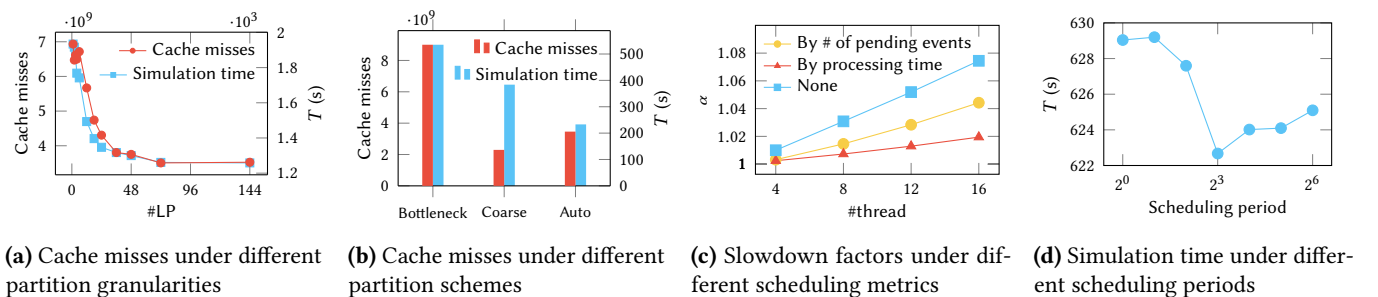 ·10⁹
·10³
Cache misses
7
6
5
4
Cache misses
Simulation time
2
1.8
1.6
1.4
1.2
T (s)
0
48
96
144
#LP
(a) Cache misses under different
partition granularities
·10⁹
Cache misses
8
6
4
2
0
Cache misses
Simulation time
500
400
300
200
100
0
T (s)
Bottleneck
Coarse
Auto
(b) Cache misses under different
partition schemes
α
1.08
1.06
1.04
1.02
1
By # of pending events
By processing time
None
4
8
12
16
#thread
(c) Slowdown factors under dif-
ferent scheduling metrics
T (s)
630
628
626
624
622
2⁰
2³
2⁶
Scheduling period
(d) Simulation time under differ-
ent scheduling periods